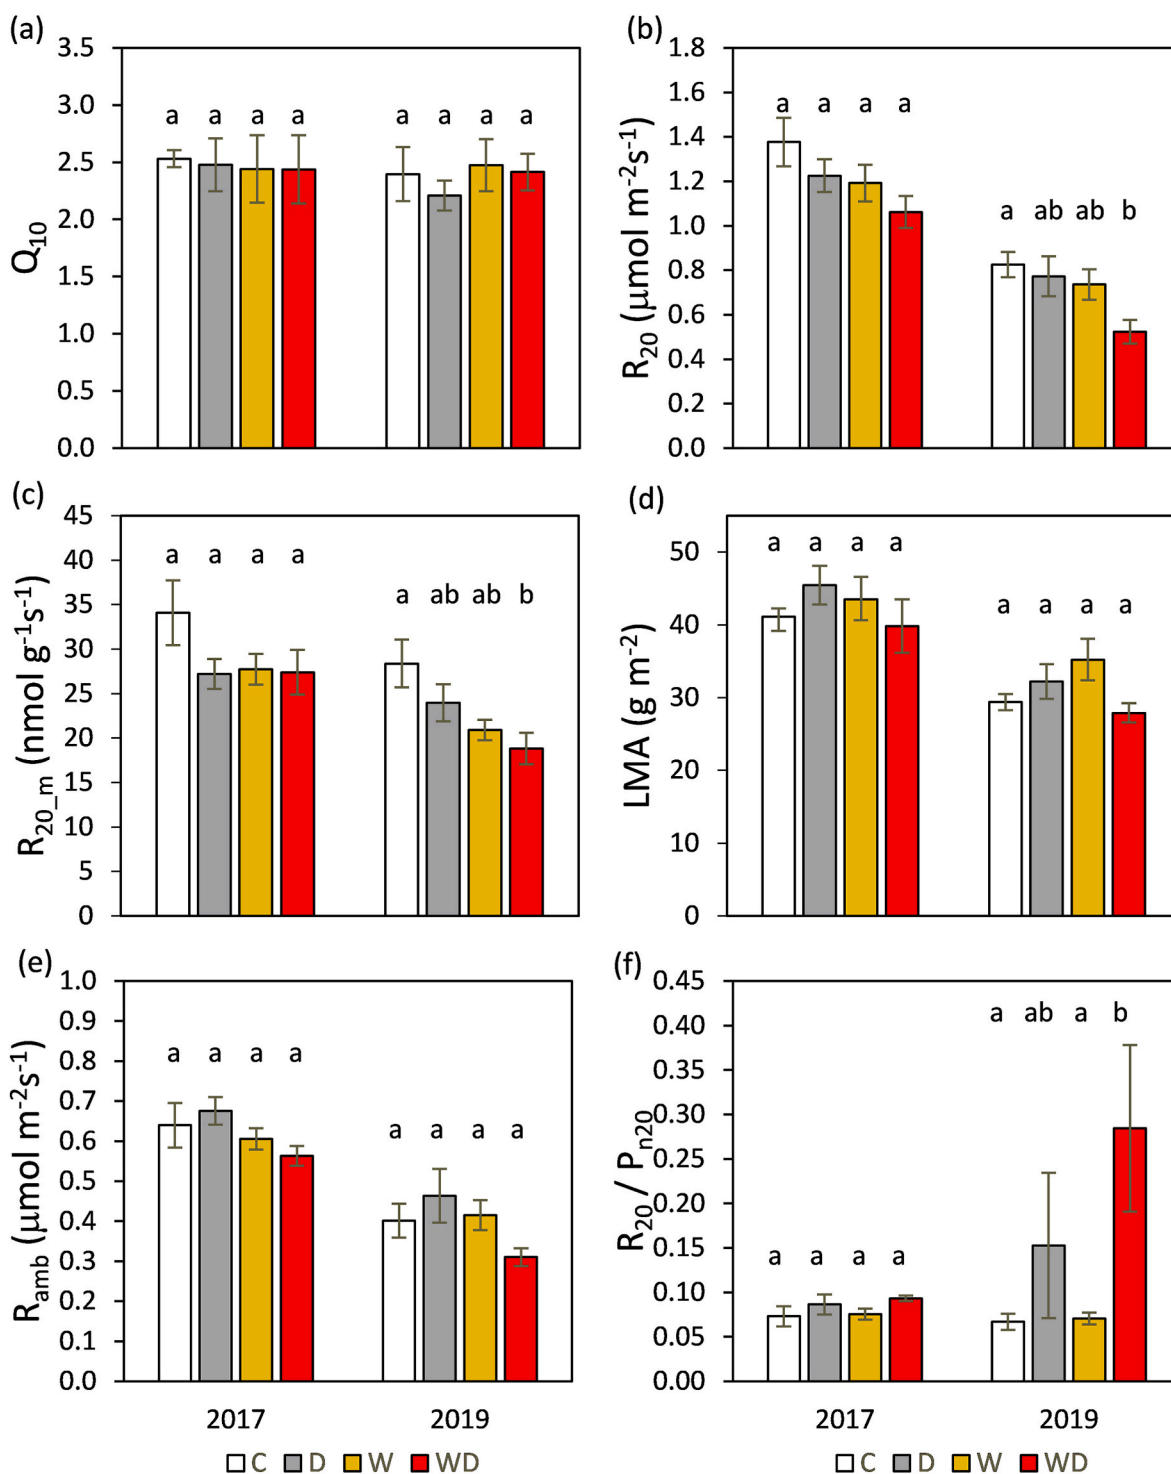 (a)
3.5
3.0
2.5
2.0
1.5
1.0
0.5
0.0
Q10
a a a a
a a a a
(b)
1.8
1.6
1.4
1.2
1.0
0.8
0.6
0.4
0.2
0.0
R20 (μmol m-2s-1)
a a a a
a ab ab b
(c)
45
40
35
30
25
20
15
10
5
0
R20_m (nmol g-1s-1)
a a a a
a ab ab b
(d)
50
40
30
20
10
0
LMA (g m-2)
a a a a
a a a a
(e)
1.0
0.9
0.8
0.7
0.6
0.5
0.4
0.3
0.2
0.1
0.0
Ramb (μmol m-2s-1)
a a a a
a a a a
2017 2019
C D W WD
(f)
0.45
0.40
0.35
0.30
0.25
0.20
0.15
0.10
0.05
0.00
R20 / Pn20
a a a a
a ab a b
2017 2019
C D W WD